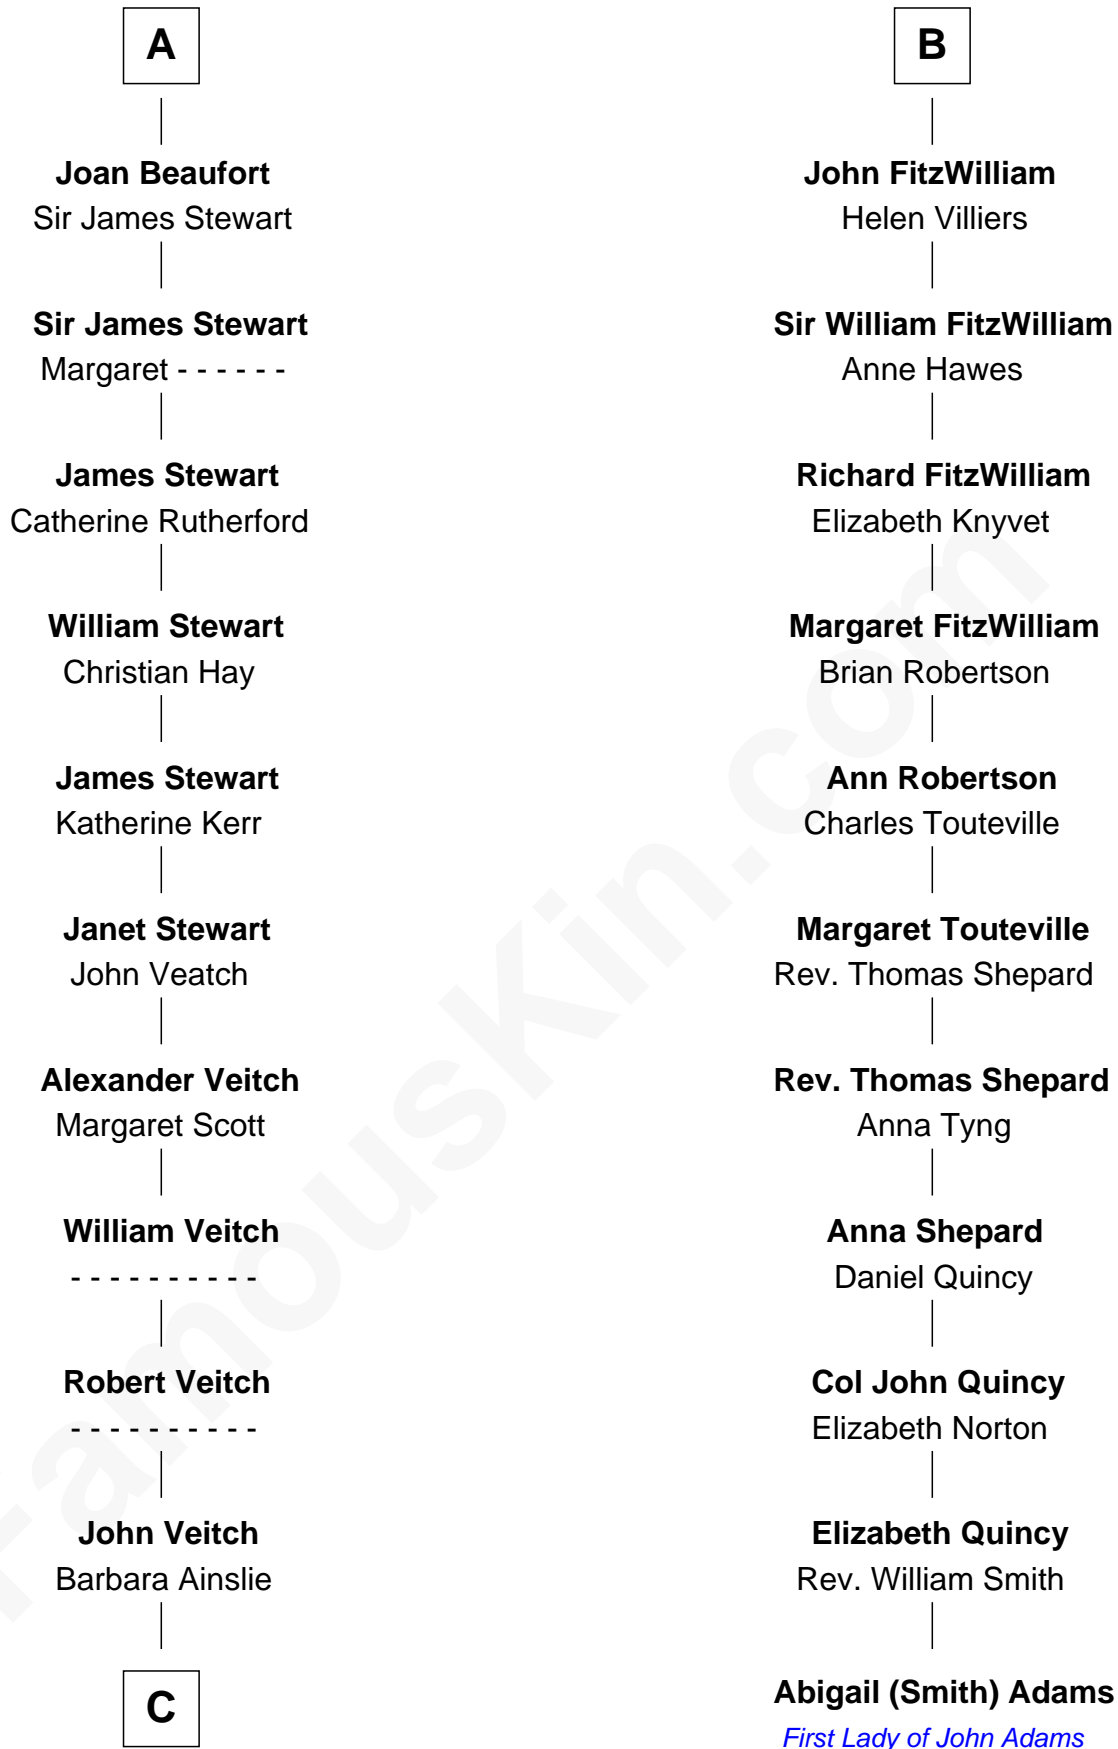 A
Joan Beaufort
Sir James Stewart
Sir James Stewart
Margaret - - - - - -
James Stewart
Catherine Rutherford
William Stewart
Christian Hay
James Stewart
Katherine Kerr
Janet Stewart
John Veatch
Alexander Veitch
Margaret Scott
William Veitch
- - - - - - - - - -
Robert Veitch
- - - - - - - - - -
John Veitch
Barbara Ainslie
C
B
John FitzWilliam
Helen Villiers
Sir William FitzWilliam
Anne Hawes
Richard FitzWilliam
Elizabeth Knyvet
Margaret FitzWilliam
Brian Robertson
Ann Robertson
Charles Touteville
Margaret Touteville
Rev. Thomas Shepard
Rev. Thomas Shepard
Anna Tyng
Anna Shepard
Daniel Quincy
Col John Quincy
Elizabeth Norton
Elizabeth Quincy
Rev. William Smith
Abigail (Smith) Adams
First Lady of John Adams
FamousKin.com